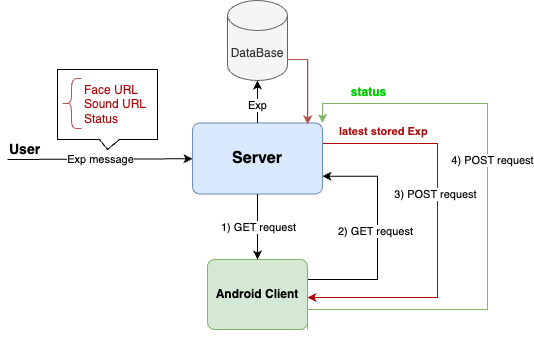 DataBase
Face URL
Sound URL
Status
Exp
status
User
Exp message
Server
latest stored Exp
4) POST request
3) POST request
1) GET request
2) GET request
Android Client